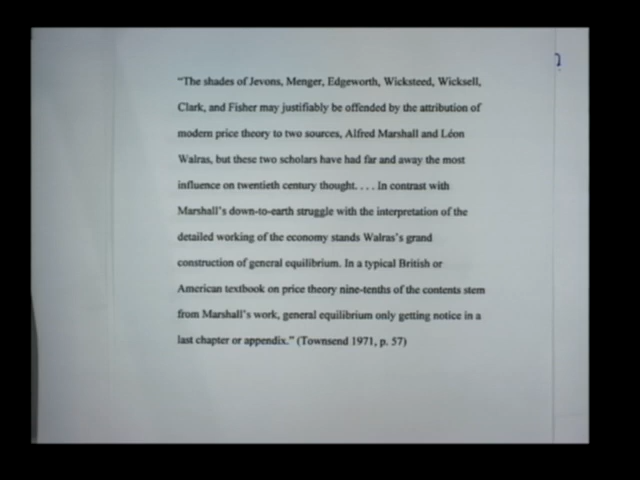 “The shades of Jevons, Menger, Edgeworth, Wicksteed, Wicksell,
Clark, and Fisher may justifiably be offended by the attribution of
modern price theory to two sources, Alfred Marshall and Léon
Walras, but these two scholars have had far and away the most
influence on twentieth century thought. . . . In contrast with
Marshall’s down-to-earth struggle with the interpretation of the
detailed working of the economy stands Walras’s grand
construction of general equilibrium. In a typical British or
American textbook on price theory nine-tenths of the contents stem
from Marshall’s work, general equilibrium only getting notice in a
last chapter or appendix.” (Townsend 1971, p. 57)